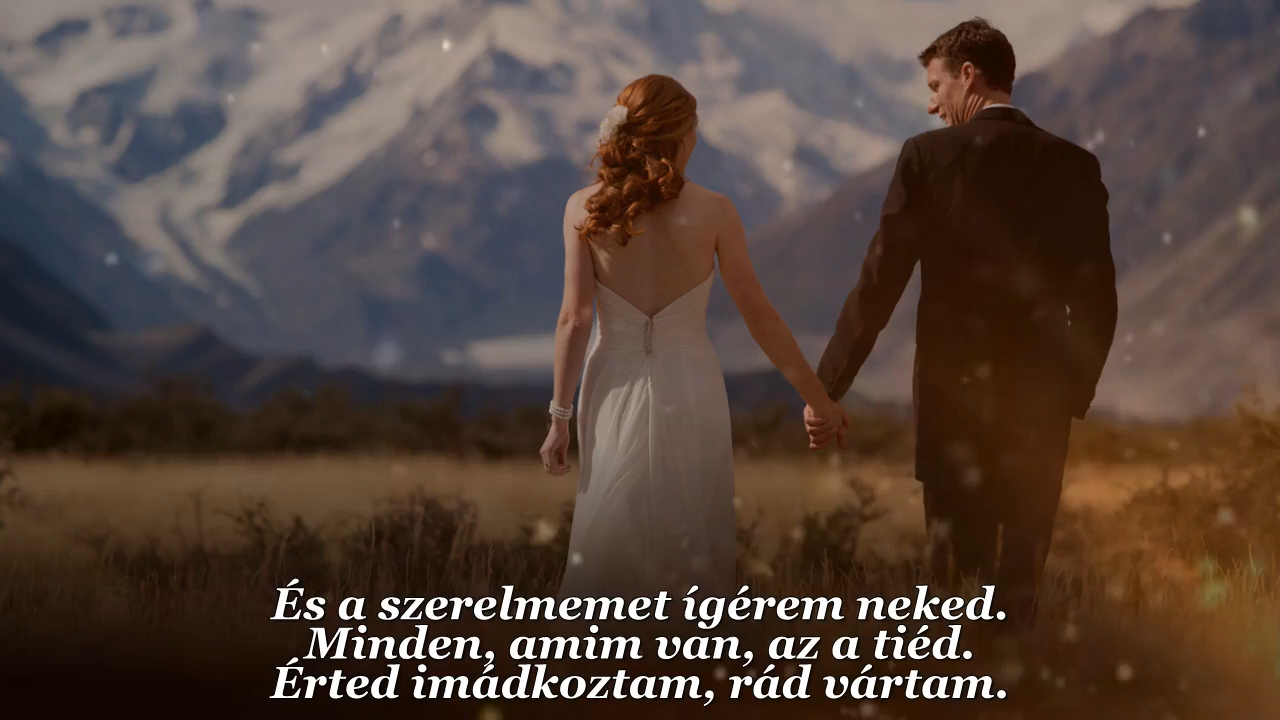 És a szerelmemet ígérem neked.
Minden, amim van, az a tiéd.
Érted imádkoztam, rád vártam.